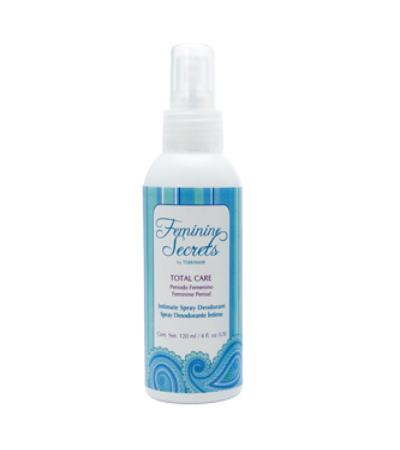 Feminine
Secrets
by TERRAMAR
TOTAL CARE
Periodo Femenino
Feminine Period
Intimate Spray Deodorant
Spray Desodorante Íntimo
Cont. Net. 120 ml / 4 fl. oz (US)